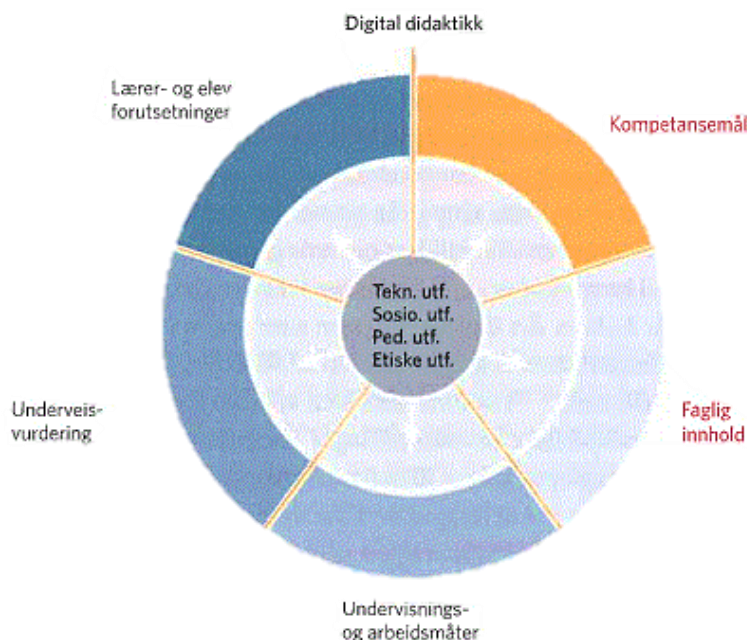 Digital didaktikk
Lærer- og elev
forutsetninger
Kompetansemål
Tekn. utf.
Sosio. utf.
Ped. utf.
Etiske utf.
Underveis-
vurdering
Faglig
innhold
Undervisnings-
og arbeidsmåter